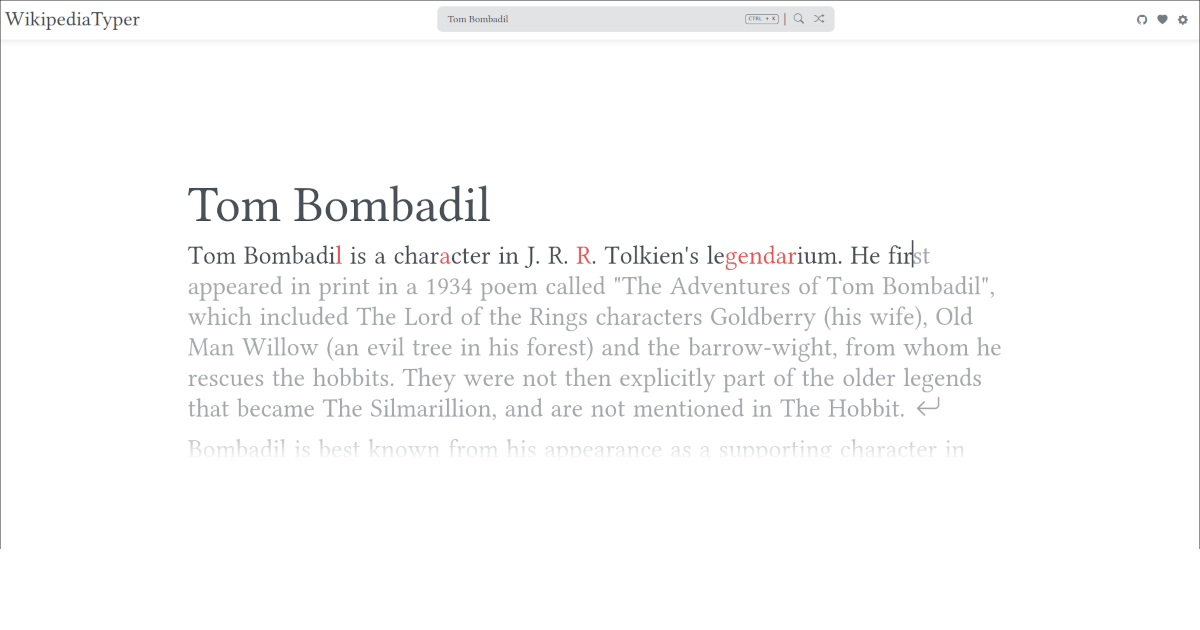 WikipediaTyper
Tom Bombadil
CTRL + K
Tom Bombadil
Tom Bombadil is a character in J. R. R. Tolkien's legendarium. He first
appeared in print in a 1934 poem called "The Adventures of Tom Bombadil",
which included The Lord of the Rings characters Goldberry (his wife), Old
Man Willow (an evil tree in his forest) and the barrow-wight, from whom he
rescues the hobbits. They were not then explicitly part of the older legends
that became The Silmarillion, and are not mentioned in The Hobbit.
Bombadil is best known from his appearance as a supporting character in